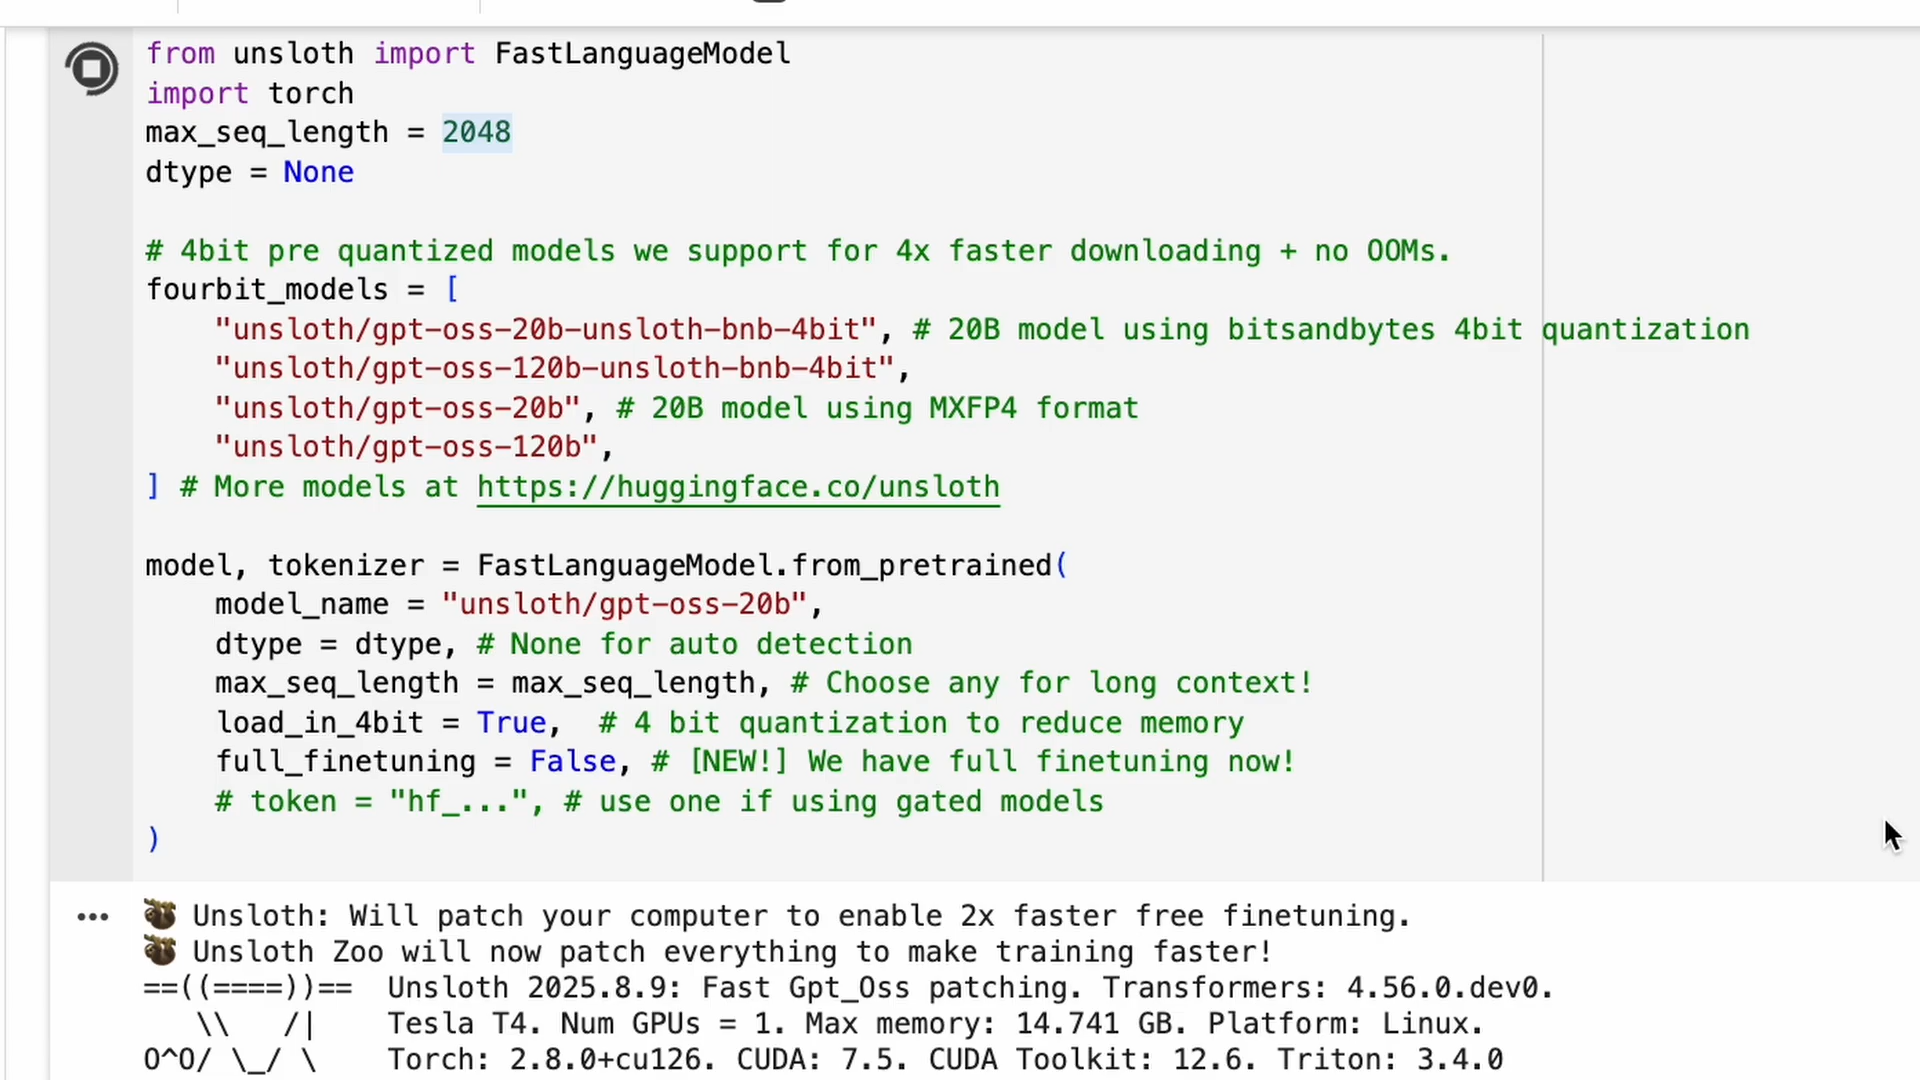 from unsloth import FastLanguageModel
import torch
max_seq_length = 2048
dtype = None

# 4bit pre quantized models we support for 4x faster downloading + no OOMs.
fourbit_models = [
    "unsloth/gpt-oss-20b-unsloth-bnb-4bit", # 20B model using bitsandbytes 4bit quantization
    "unsloth/gpt-oss-120b-unsloth-bnb-4bit",
    "unsloth/gpt-oss-20b", # 20B model using MXFP4 format
    "unsloth/gpt-oss-120b",
] # More models at https://huggingface.co/unsloth

model, tokenizer = FastLanguageModel.from_pretrained(
    model_name = "unsloth/gpt-oss-20b",
    dtype = dtype, # None for auto detection
    max_seq_length = max_seq_length, # Choose any for long context!
    load_in_4bit = True,  # 4 bit quantization to reduce memory
    full_finetuning = False, # [NEW!] We have full finetuning now!
    # token = "hf_...", # use one if using gated models
)
🦥 Unsloth: Will patch your computer to enable 2x faster free finetuning.
🦥 Unsloth Zoo will now patch everything to make training faster!
==((====))==  Unsloth 2025.8.9: Fast Gpt_Oss patching. Transformers: 4.56.0.dev0.
   \\   /|    Tesla T4. Num GPUs = 1. Max memory: 14.741 GB. Platform: Linux.
O^O/ \_/ \    Torch: 2.8.0+cu126. CUDA: 7.5. CUDA Toolkit: 12.6. Triton: 3.4.0